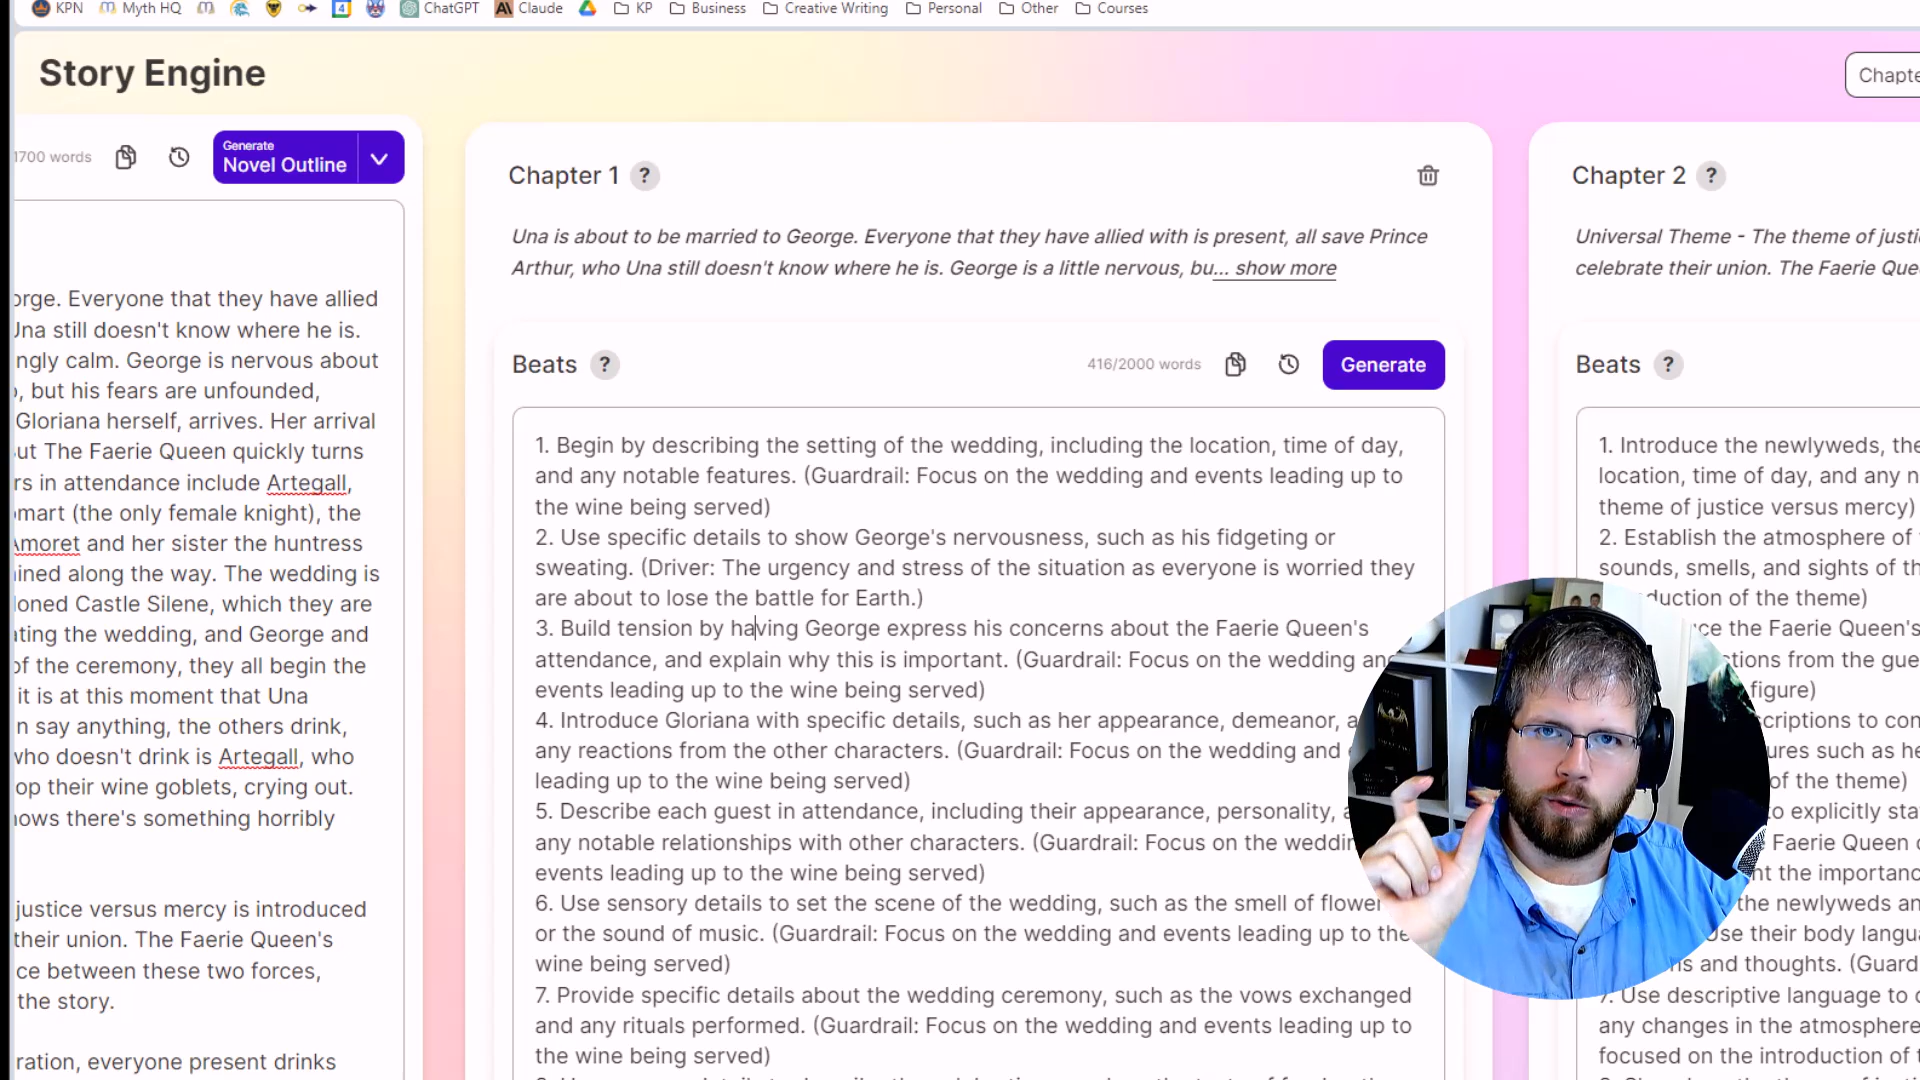 KPN Myth HQ 4 ChatGPT Claude KP Business Creative Writing Personal Other Courses
Story Engine
Chapte
1700 words Generate Novel Outline
orge. Everyone that they have allied
Una still doesn't know where he is.
ngly calm. George is nervous about
, but his fears are unfounded,
Gloriana herself, arrives. Her arrival
ut The Faerie Queen quickly turns
rs in attendance include Artegall,
mart (the only female knight), the
Amoret and her sister the huntress
ined along the way. The wedding is
loned Castle Silene, which they are
ating the wedding, and George and
of the ceremony, they all begin the
it is at this moment that Una
n say anything, the others drink,
who doesn't drink is Artegall, who
op their wine goblets, crying out.
nows there's something horribly
justice versus mercy is introduced
their union. The Faerie Queen's
ce between these two forces,
the story.
ration, everyone present drinks
Chapter 1 ?
Una is about to be married to George. Everyone that they have allied with is present, all save Prince
Arthur, who Una still doesn't know where he is. George is a little nervous, bu... show more
Beats ? 416/2000 words Generate
1. Begin by describing the setting of the wedding, including the location, time of day,
and any notable features. (Guardrail: Focus on the wedding and events leading up to
the wine being served)
2. Use specific details to show George's nervousness, such as his fidgeting or
sweating. (Driver: The urgency and stress of the situation as everyone is worried they
are about to lose the battle for Earth.)
3. Build tension by having George express his concerns about the Faerie Queen's
attendance, and explain why this is important. (Guardrail: Focus on the wedding an
events leading up to the wine being served)
4. Introduce Gloriana with specific details, such as her appearance, demeanor, a
any reactions from the other characters. (Guardrail: Focus on the wedding and
leading up to the wine being served)
5. Describe each guest in attendance, including their appearance, personality,
any notable relationships with other characters. (Guardrail: Focus on the weddin
events leading up to the wine being served)
6. Use sensory details to set the scene of the wedding, such as the smell of flower
or the sound of music. (Guardrail: Focus on the wedding and events leading up to the
wine being served)
7. Provide specific details about the wedding ceremony, such as the vows exchanged
and any rituals performed. (Guardrail: Focus on the wedding and events leading up to
the wine being served)
Chapter 2 ?
Universal Theme - The theme of justi
celebrate their union. The Faerie Que
Beats ?
1. Introduce the newlyweds, the
location, time of day, and any n
theme of justice versus mercy)
2. Establish the atmosphere of
sounds, smells, and sights of th
duction of the theme)
ce the Faerie Queen's
tions from the gue
figure)
scriptions to con
ures such as he
of the theme)
to explicitly sta
Faerie Queen
nt the importanc
the newlyweds an
se their body langu
ns and thoughts. (Guard
7. Use descriptive language to
any changes in the atmosphere
focused on the introduction of t